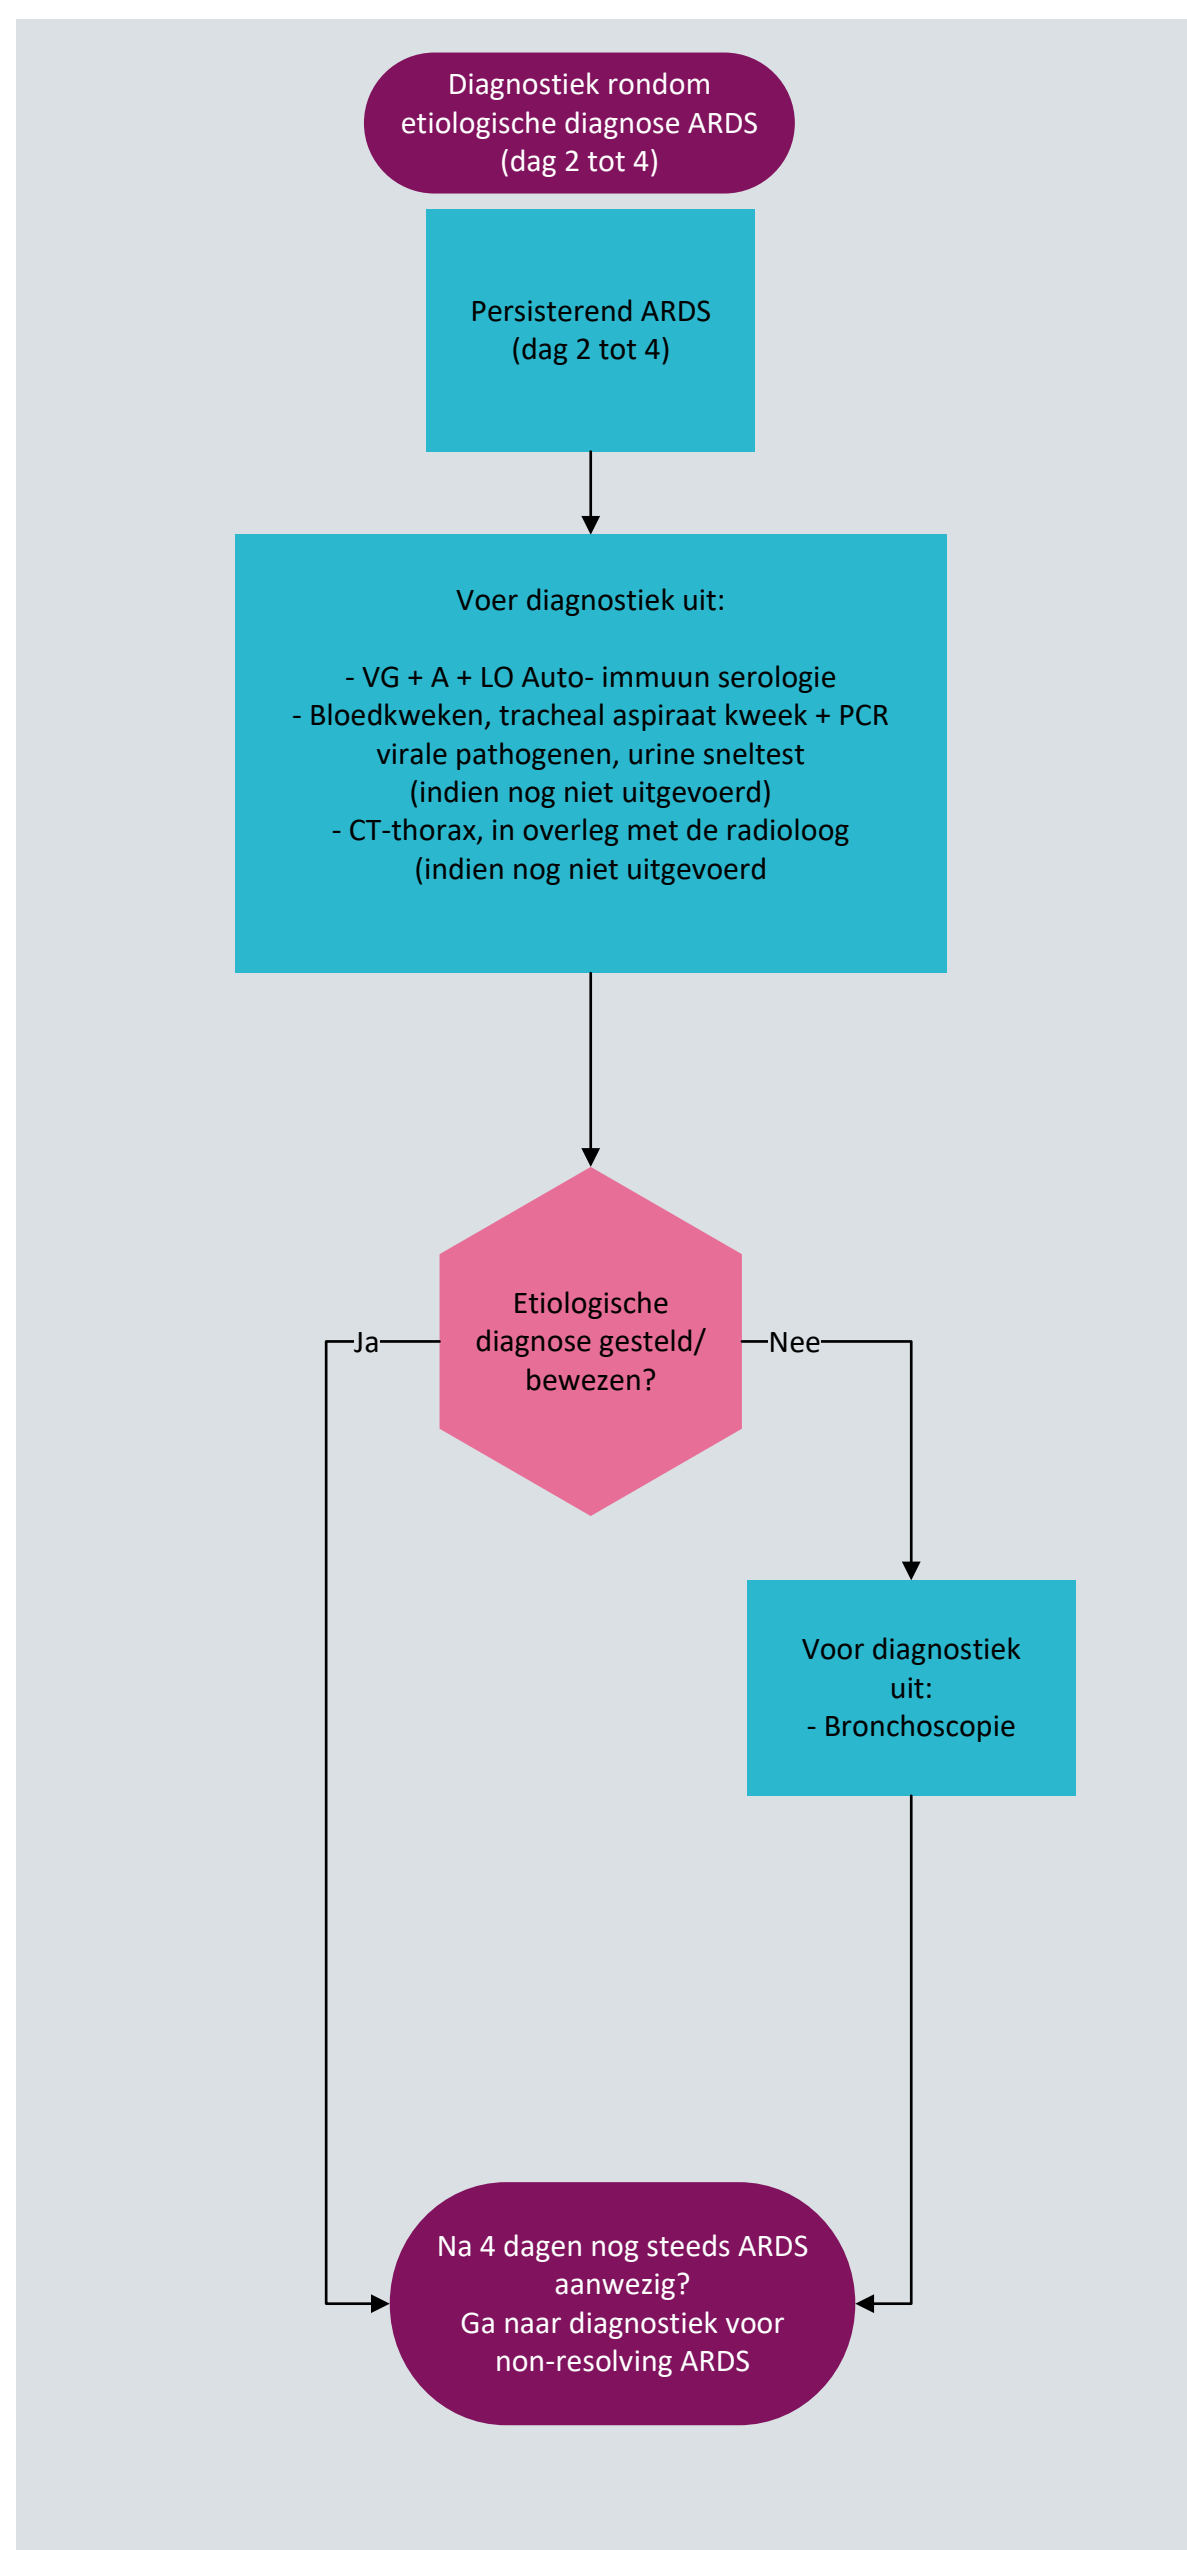 Diagnostiek rondom
etiologische diagnose ARDS
(dag 2 tot 4)
Persisterend ARDS
(dag 2 tot 4)
Voer diagnostiek uit:
- VG + A + LO Auto- immuun serologie
- Bloedkweken, tracheal aspiraat kweek + PCR
virale pathogenen, urine sneltest
(indien nog niet uitgevoerd)
- CT-thorax, in overleg met de radioloog
(indien nog niet uitgevoerd
Etiologische
diagnose gesteld/
bewezen?
Ja
Nee
Voor diagnostiek
uit:
- Bronchoscopie
Na 4 dagen nog steeds ARDS
aanwezig?
Ga naar diagnostiek voor
non-resolving ARDS